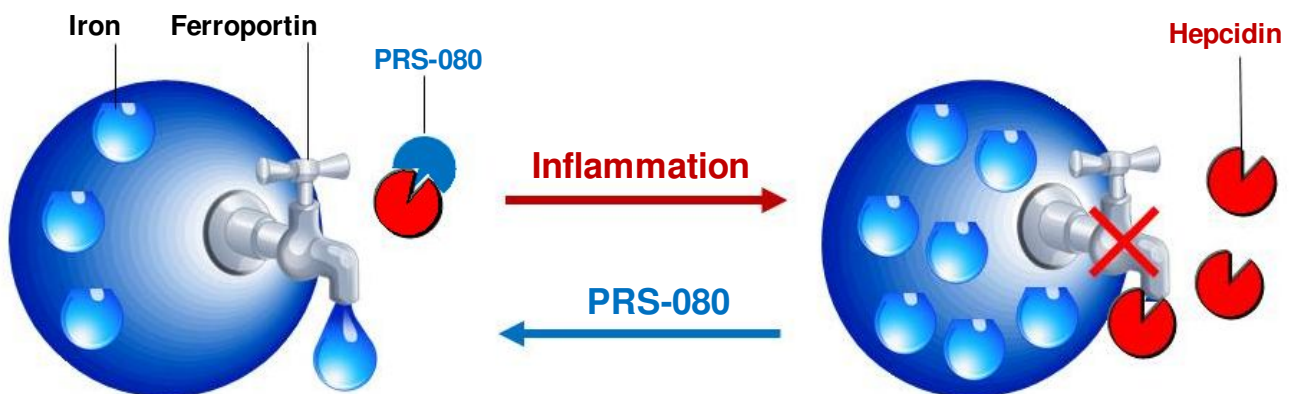 Iron
Ferroportin
PRS-080
Hepcidin
Inflammation
PRS-080